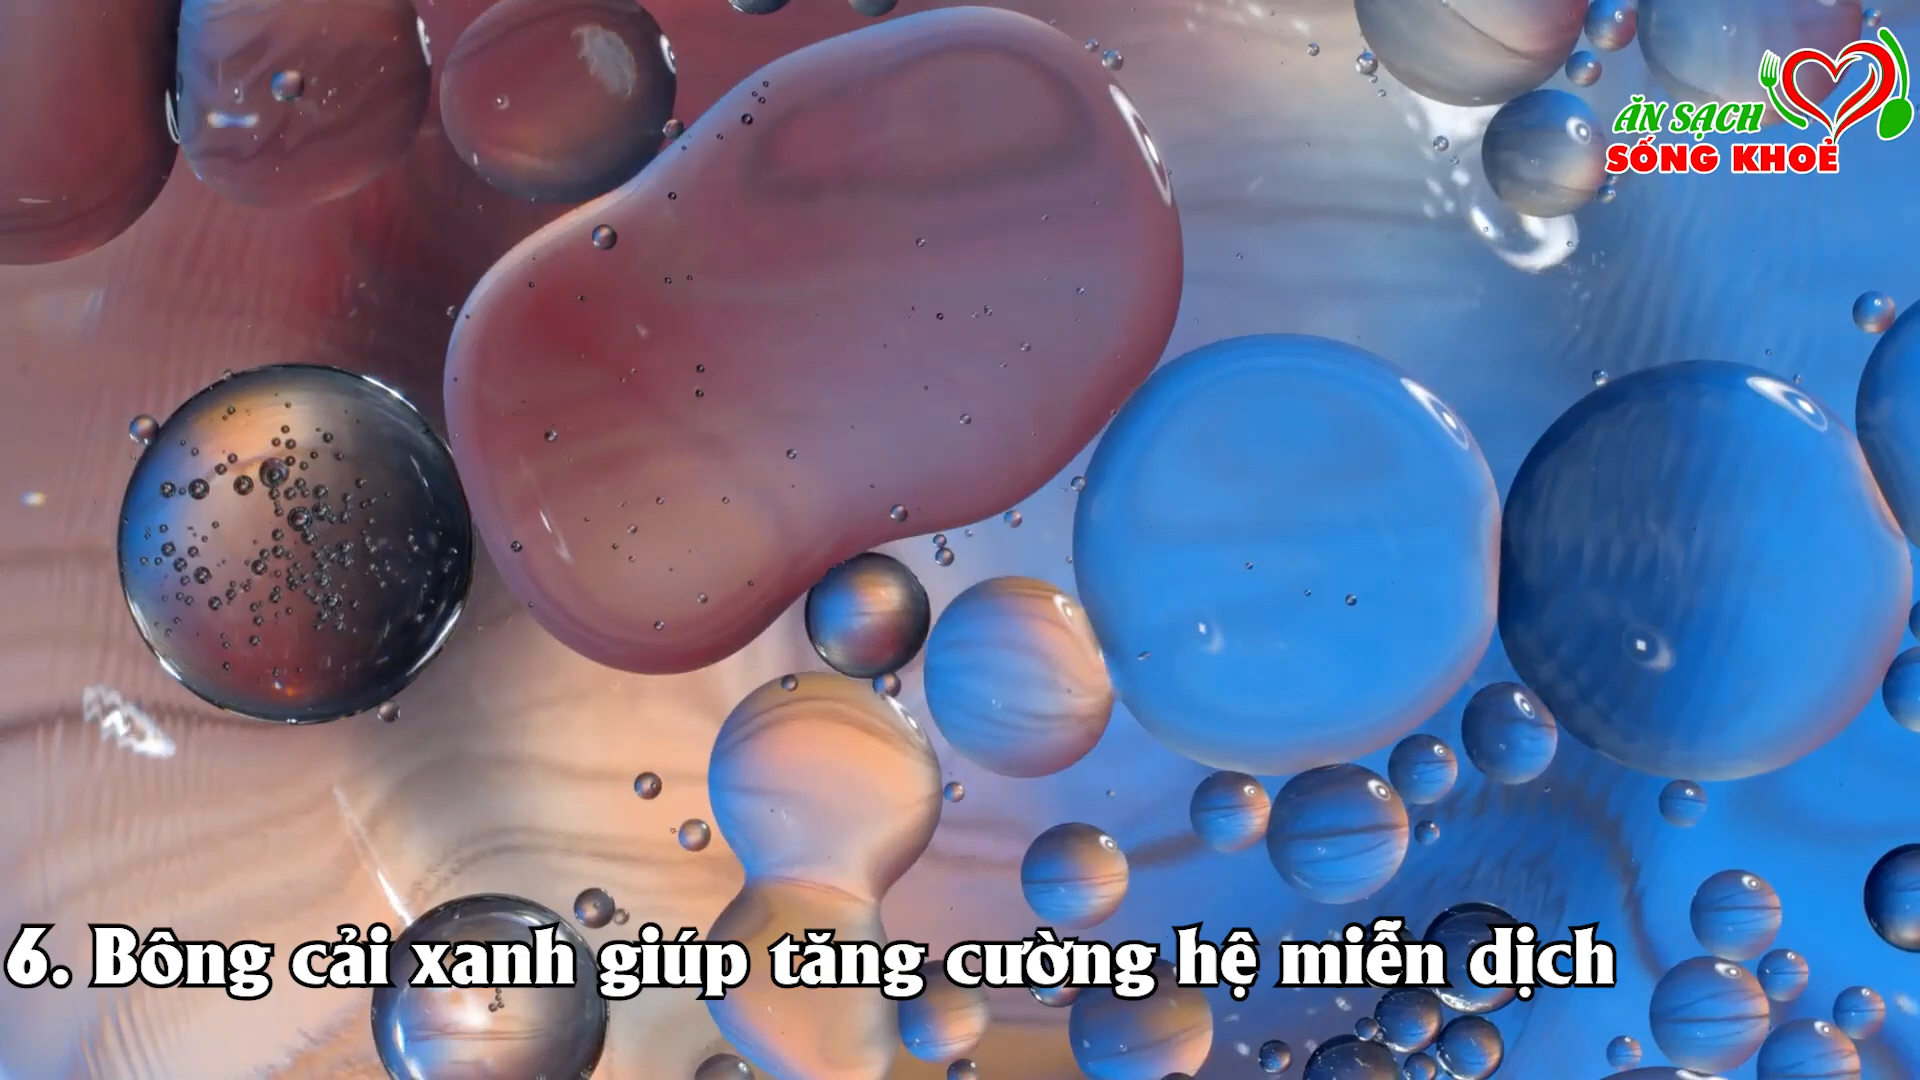 ĂN SẠCH
SỐNG KHOẺ
6. Bông cải xanh giúp tăng cường hệ miễn dịch